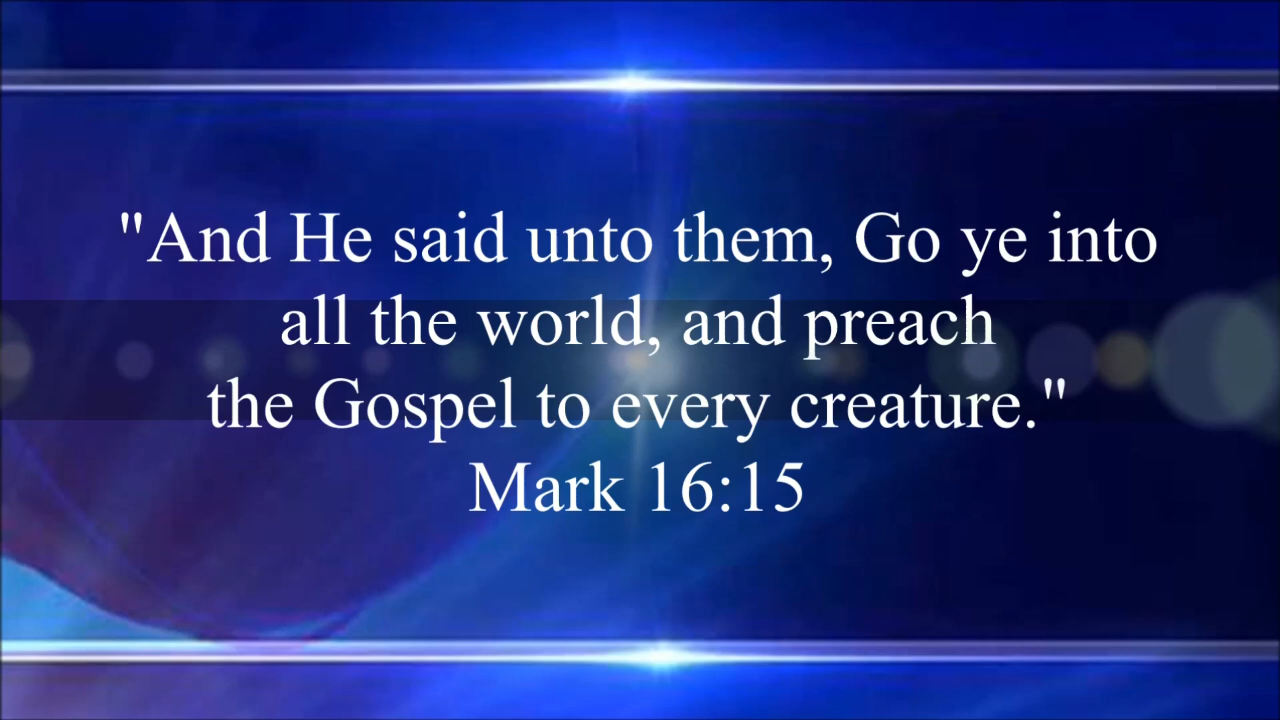 "And He said unto them, Go ye into
all the world, and preach
the Gospel to every creature."
Mark 16:15